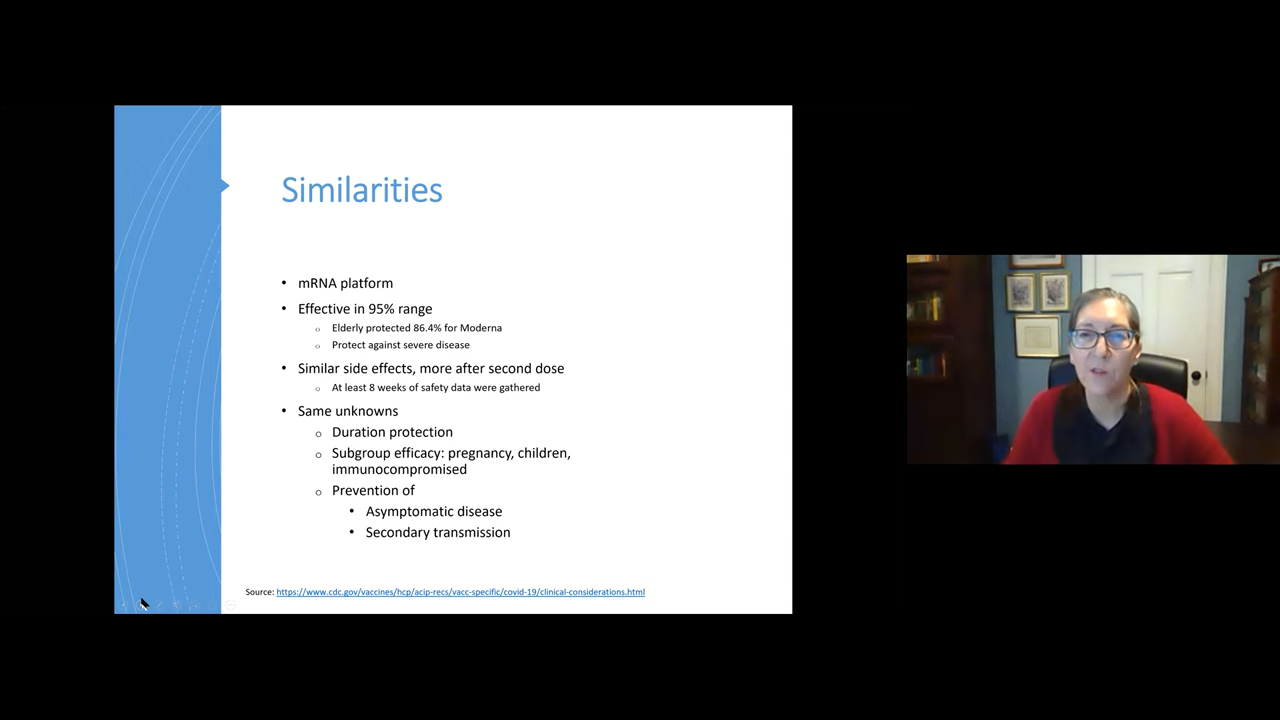 Similarities
• mRNA platform
• Effective in 95% range
o Elderly protected 86.4% for Moderna
o Protect against severe disease
• Similar side effects, more after second dose
o At least 8 weeks of safety data were gathered
• Same unknowns
o Duration protection
o Subgroup efficacy: pregnancy, children,
immunocompromised
o Prevention of
• Asymptomatic disease
• Secondary transmission
Source: https://www.cdc.gov/vaccines/hcp/acip-recs/vacc-specific/covid-19/clinical-considerations.html